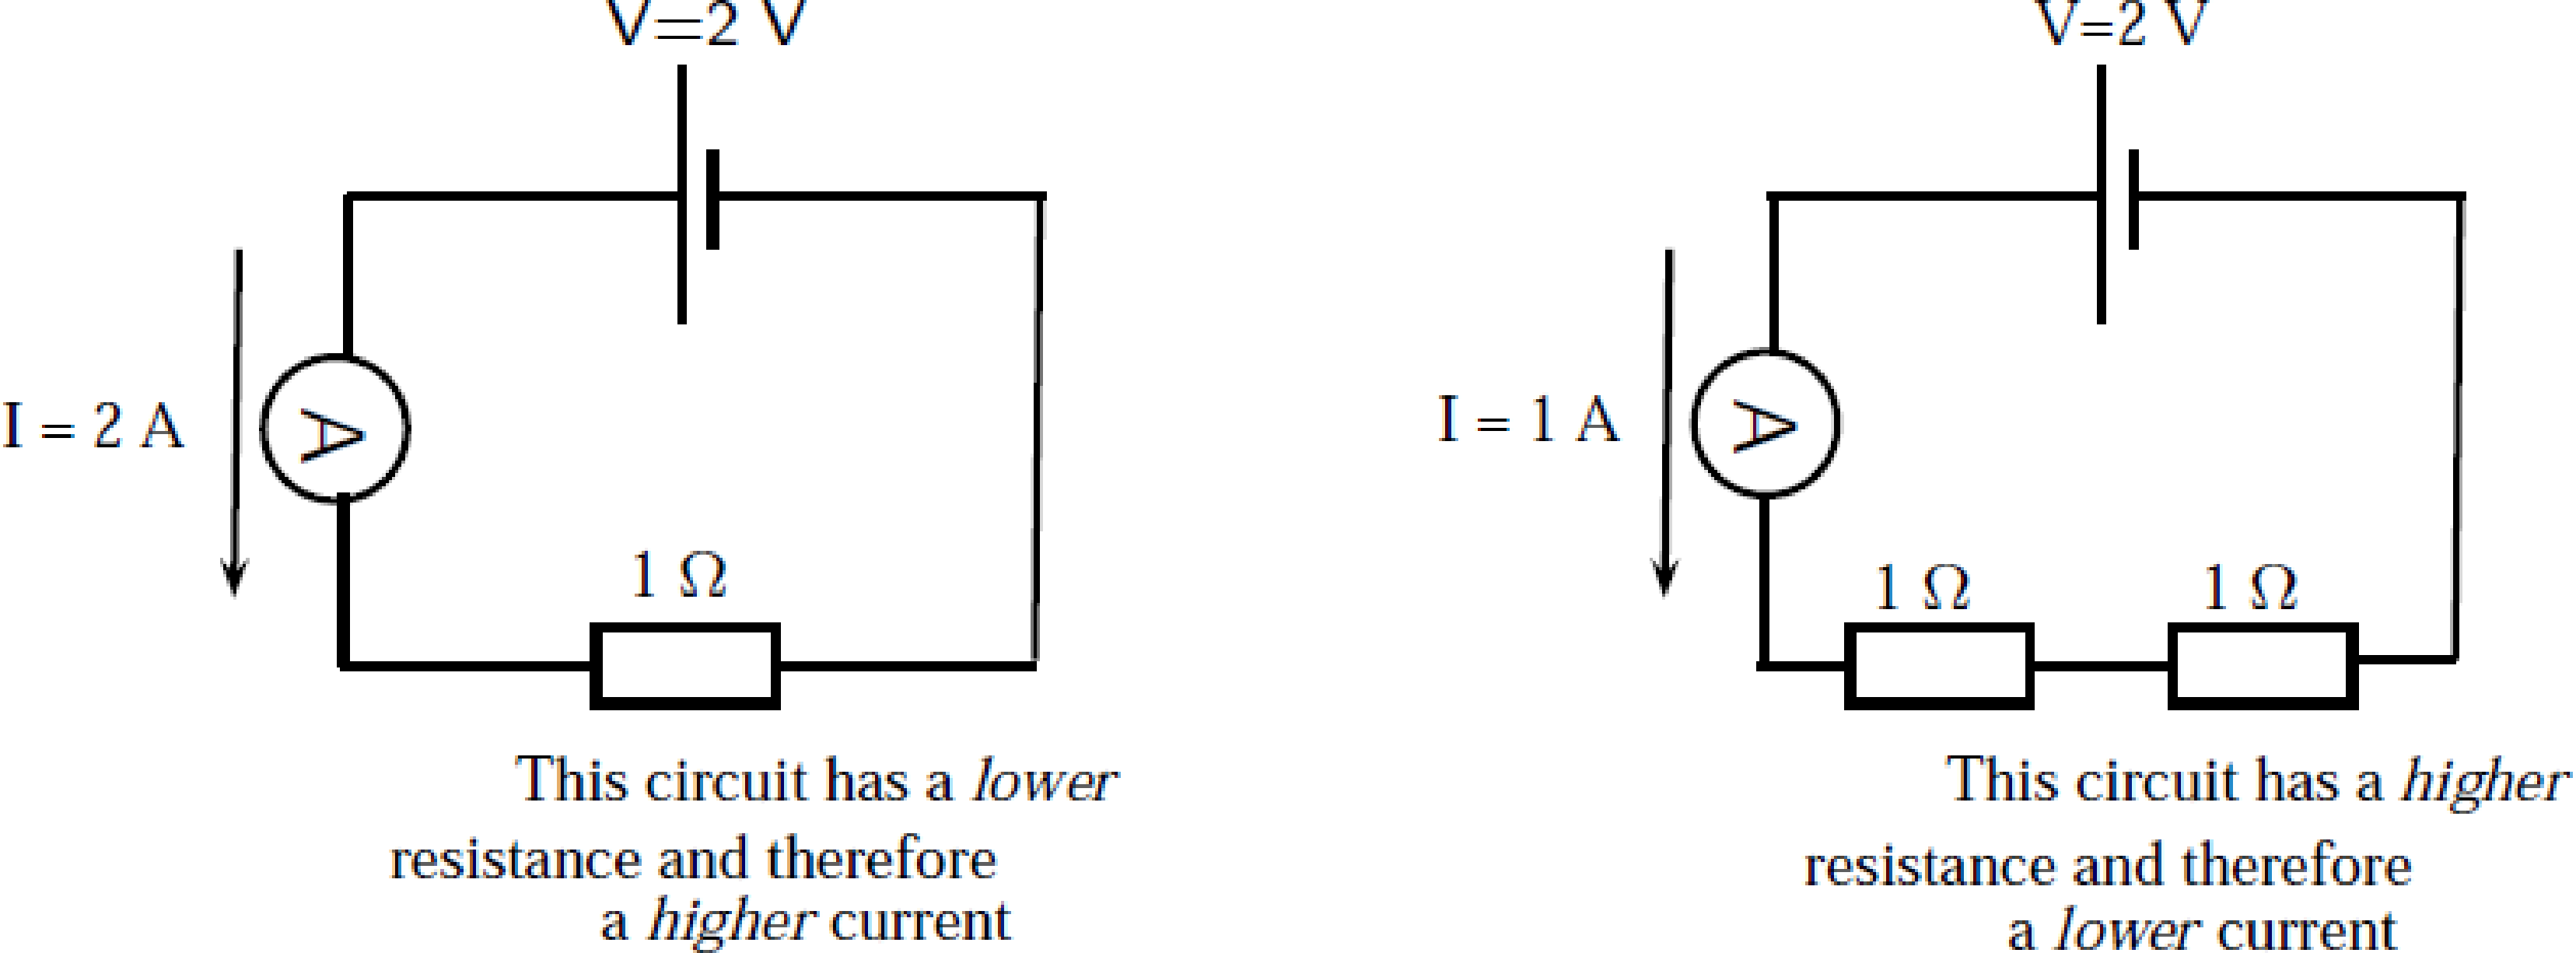 V=2 V
I = 2 A
A
1 Ω
This circuit has a lower
resistance and therefore
a higher current
V=2 V
I = 1 A
A
1 Ω 1 Ω
This circuit has a higher
resistance and therefore
a lower current